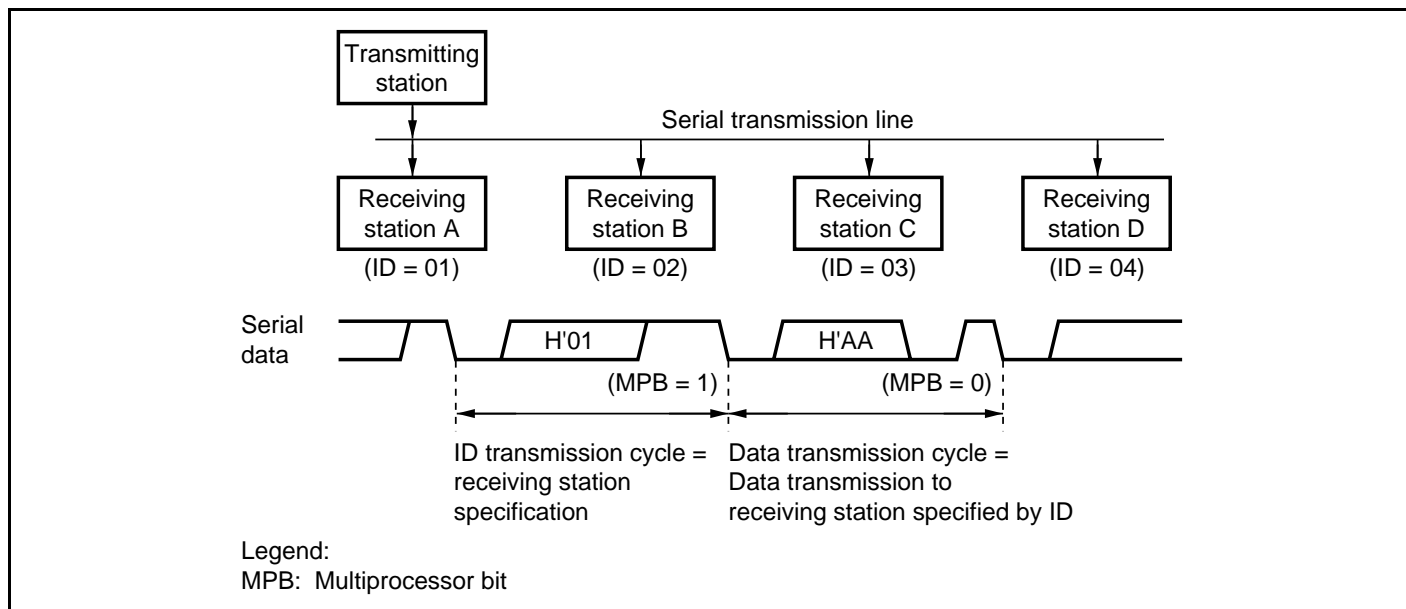 Transmitting
station
Serial transmission line
Receiving
station A
Receiving
station B
Receiving
station C
Receiving
station D
(ID = 01)
(ID = 02)
(ID = 03)
(ID = 04)
Serial
data
H'01
H'AA
(MPB = 1)
(MPB = 0)
ID transmission cycle =
receiving station
specification
Data transmission cycle =
Data transmission to
receiving station specified by ID
Legend:
MPB: Multiprocessor bit